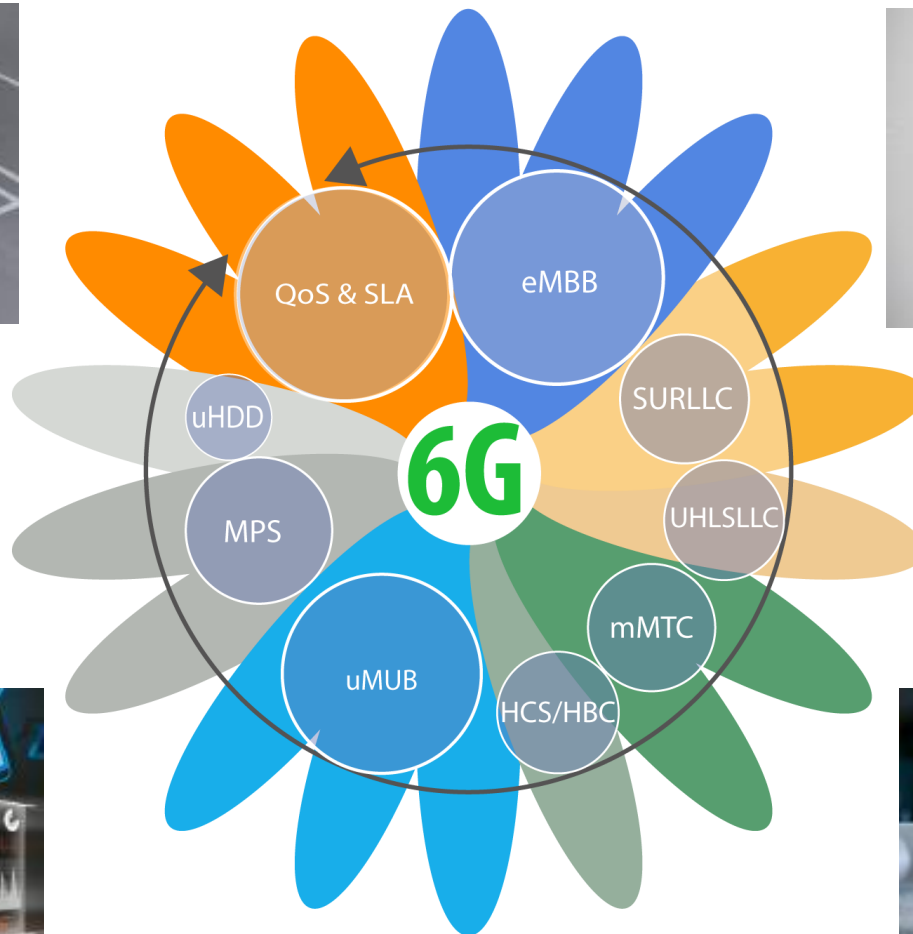 QoS & SLA
eMBB
SURLLC
uHDD
6G
UHLSLLC
MPS
mMTC
uMUB
HCS/HBC